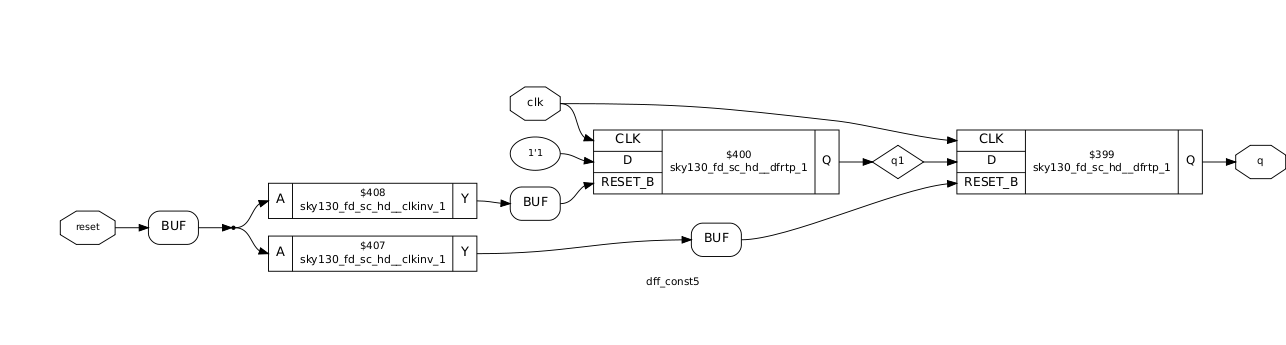 clk
CLK
D
RESET_B
$400
sky130_fd_sc_hd__dfrtp_1
Q
q1
CLK
D
RESET_B
$399
sky130_fd_sc_hd__dfrtp_1
Q
q
1'1
reset
BUF
A
$408
sky130_fd_sc_hd__clkinv_1
Y
BUF
A
$407
sky130_fd_sc_hd__clkinv_1
Y
BUF
dff_const5